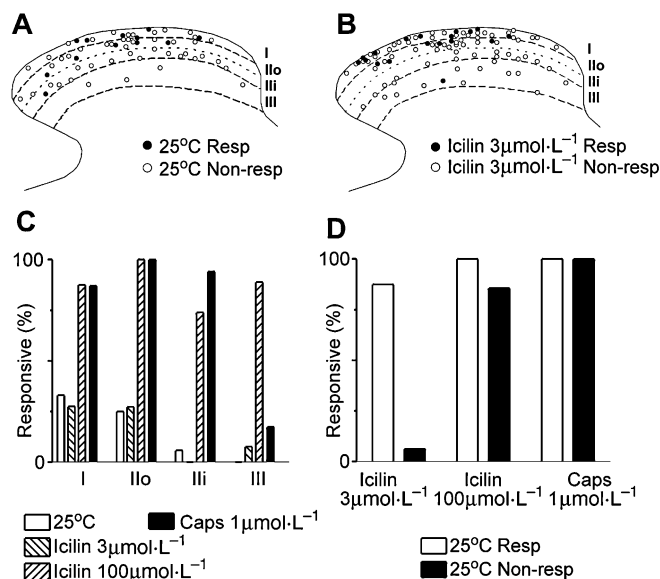 A
I
IIo
IIi
III
25°C Resp
25°C Non-resp
B
I
IIo
IIi
III
Icilin 3μmol·L⁻¹ Resp
Icilin 3μmol·L⁻¹ Non-resp
C
100
Responsive (%)
0
I IIo IIi III
25°C Caps 1μmol·L⁻¹
Icilin 3μmol·L⁻¹
Icilin 100μmol·L⁻¹
D
100
Responsive (%)
0
Icilin Icilin Caps
3μmol·L⁻¹ 100μmol·L⁻¹ 1μmol·L⁻¹
25°C Resp
25°C Non-resp